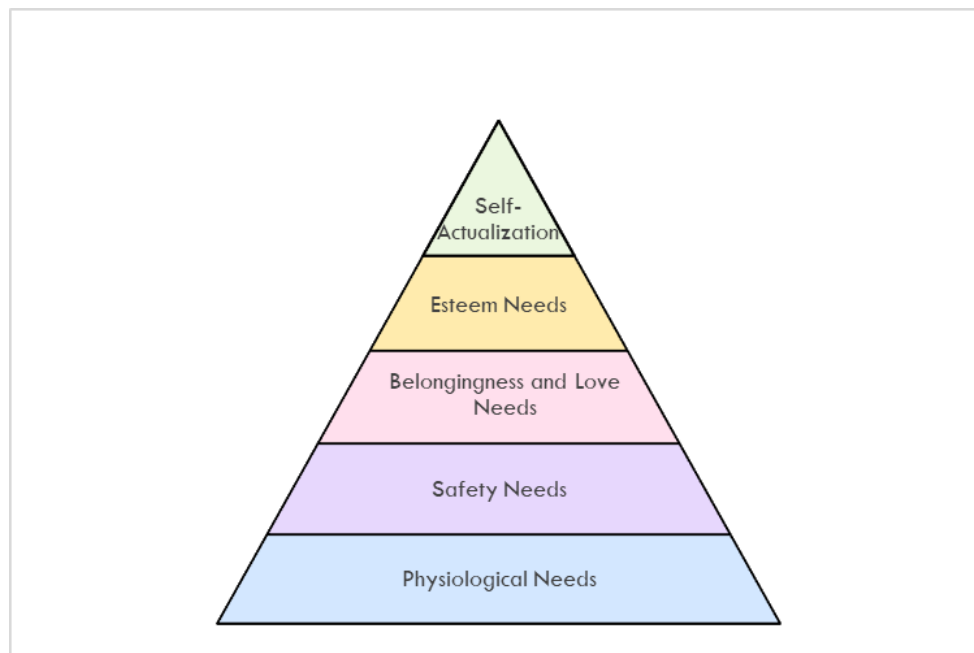 Self-
Actualization
Esteem Needs
Belongingness and Love
Needs
Safety Needs
Physiological Needs